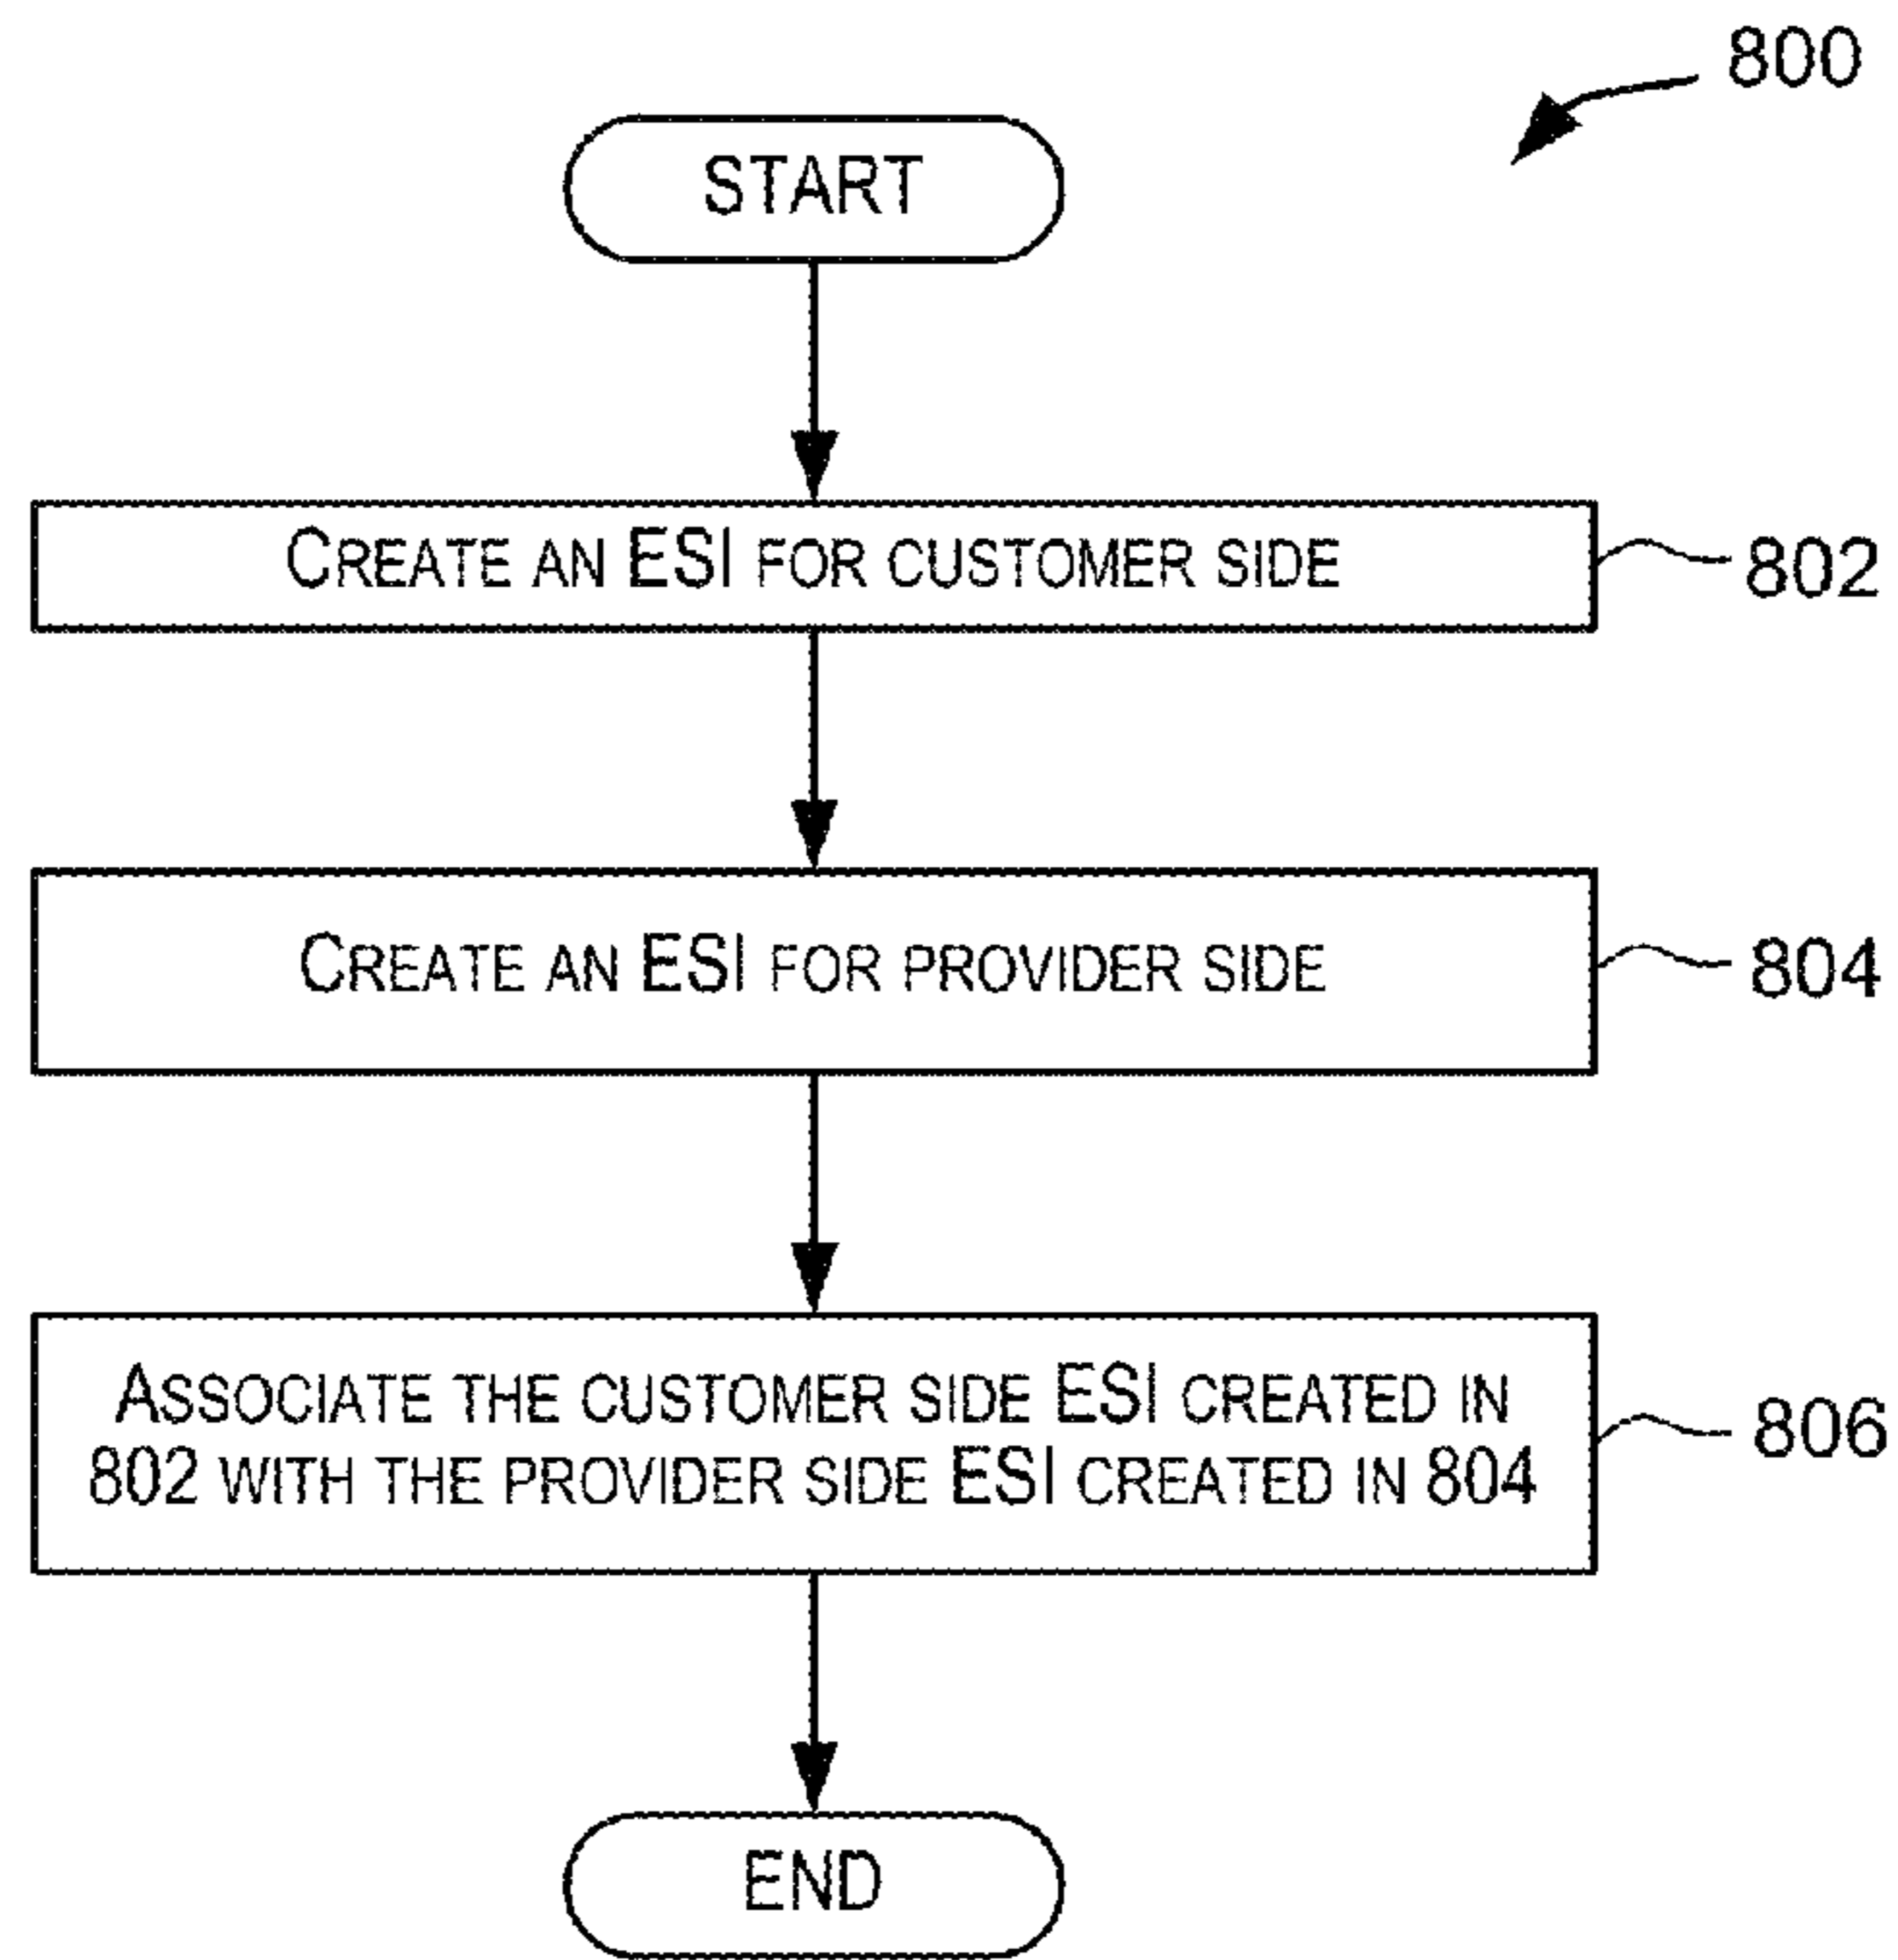 800
START
CREATE AN ESI FOR CUSTOMER SIDE
802
CREATE AN ESI FOR PROVIDER SIDE
804
ASSOCIATE THE CUSTOMER SIDE ESI CREATED IN
802 WITH THE PROVIDER SIDE ESI CREATED IN 804
806
END